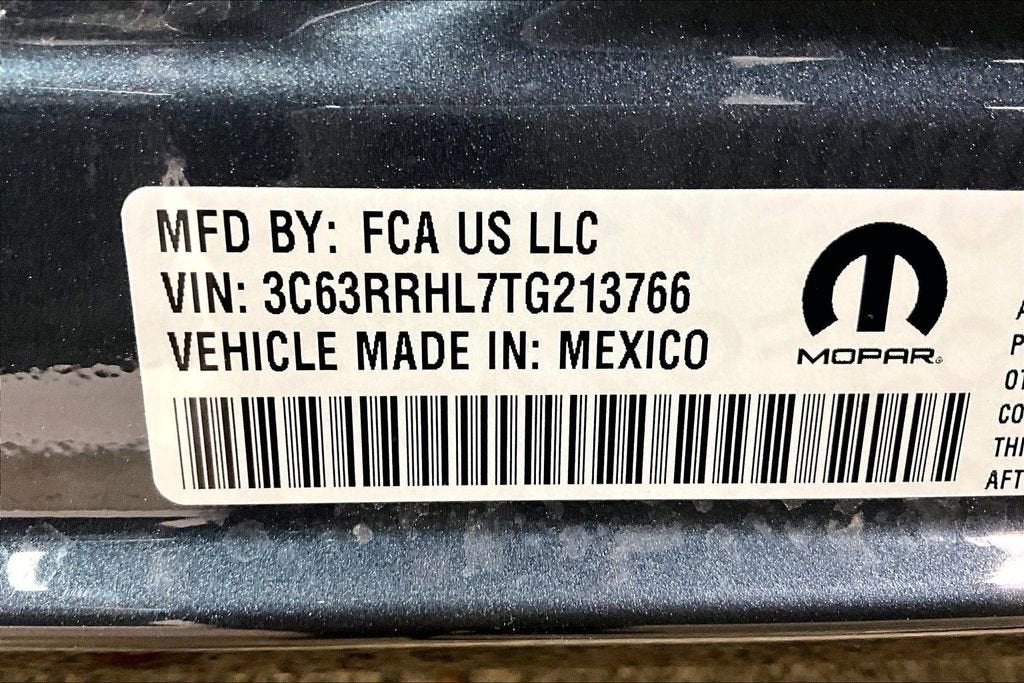 MFD BY: FCA US LLC
VIN: 3C63RRHL7TG213766
VEHICLE MADE IN: MEXICO
MOPAR®